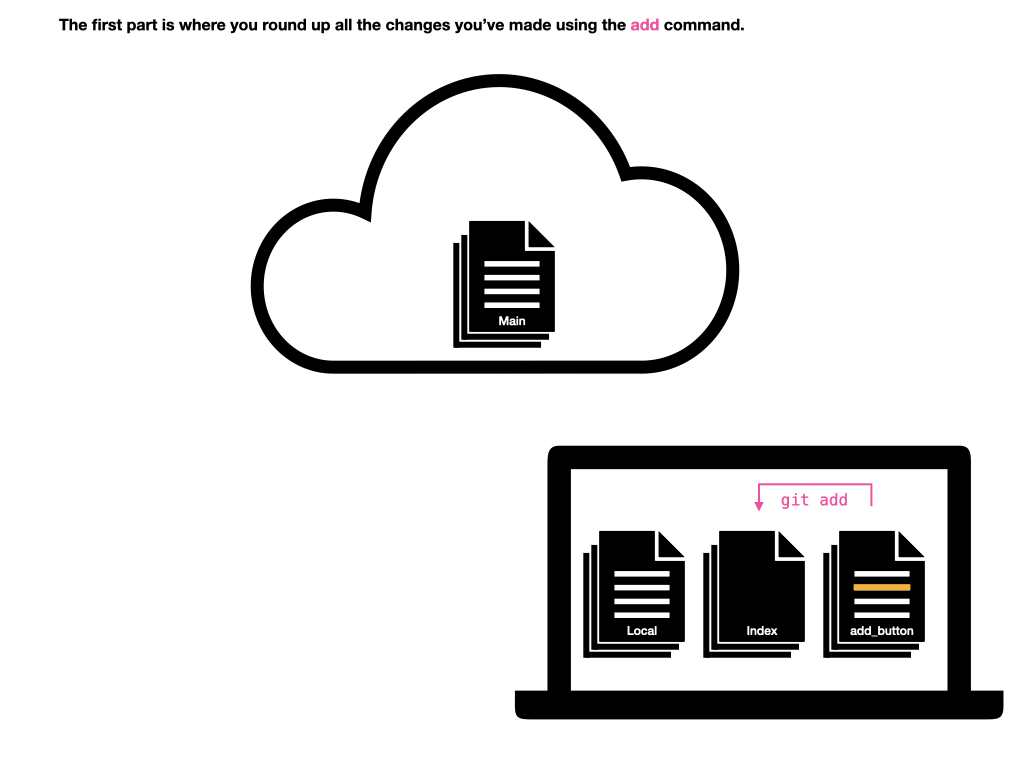 The first part is where you round up all the changes you’ve made using the add command.
Main
git add
Local
Index
add_button